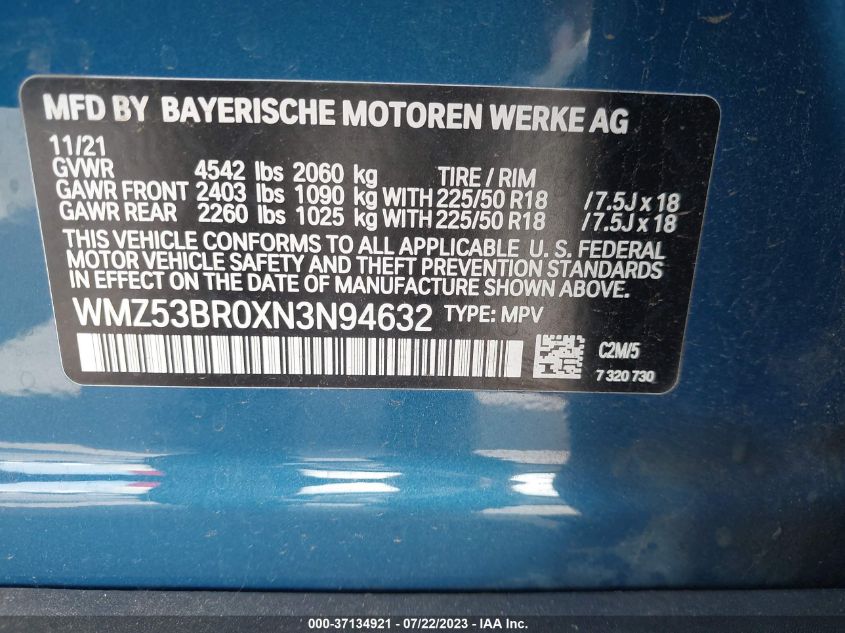 MFD BY BAYERISCHE MOTOREN WERKE AG
11/21
GVWR 4542 lbs 2060 kg TIRE / RIM
GAWR FRONT 2403 lbs 1090 kg WITH 225/50 R18 /7.5J x 18
GAWR REAR 2260 lbs 1025 kg WITH 225/50 R18 /7.5J x 18
THIS VEHICLE CONFORMS TO ALL APPLICABLE U. S. FEDERAL
MOTOR VEHICLE SAFETY AND THEFT PREVENTION STANDARDS
IN EFFECT ON THE DATE OF MANUFACTURE SHOWN ABOVE.
WMZ53BR0XN3N94632 TYPE: MPV
C2M/5
7 320 730
000-37134921 - 07/22/2023 - IAAI Inc.